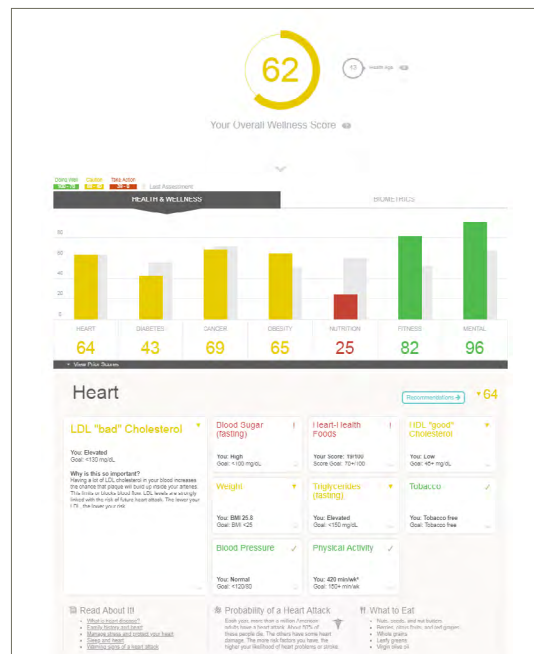 62
Health Age
Your Overall Wellness Score
Doing Well Caution Take Action
Last Assessment
HEALTH & WELLNESS BIOMETRICS
80
60
40
20
0
HEART DIABETES CANCER OBESITY NUTRITION FITNESS MENTAL
64 43 69 65 25 82 96
+ View Prior Scores
Heart
Recommendations
64
LDL "bad" Cholesterol
You: Elevated
Goal: <130 mg/dL
Why is this so important?
Having a lot of LDL cholesterol in your blood increases
the chance that plaque will build up inside your arteries.
This limits or blocks blood flow. LDL levels are strongly
linked with the risk of future heart attack. The lower your
LDL, the lower your risk.
Blood Sugar
(fasting)
You: High
Goal: <100 mg/dL
Heart-Health
Foods
Your Score: 19/100
Score Goal: 70+/100
HDL "good"
Cholesterol
You: Low
Goal: 45+ mg/dL
Weight
You: BMI 25.8
Goal: BMI <25
Triglycerides
(fasting)
You: Elevated
Goal: <150 mg/dL
Tobacco
You: Tobacco free
Goal: Tobacco free
Blood Pressure
You: Normal
Goal: <120/80
Physical Activity
You: 420 min/wk*
Goal: 150+ min/wk
Read About It!
What is heart disease?
Family history and heart
Manage stress and protect your heart
Sleep and heart
Warning signs of a heart attack
Probability of a Heart Attack
Each year, more than a million American
adults have a heart attack. About 50% of
these people die. The others have some heart
damage. The more risk factors you have, the
higher your likelihood of heart problems or stroke.
What to Eat
Nuts, seeds, and nut butters
Berries, citrus fruits, and red grapes
Whole grains
Leafy greens
Virgin olive oil